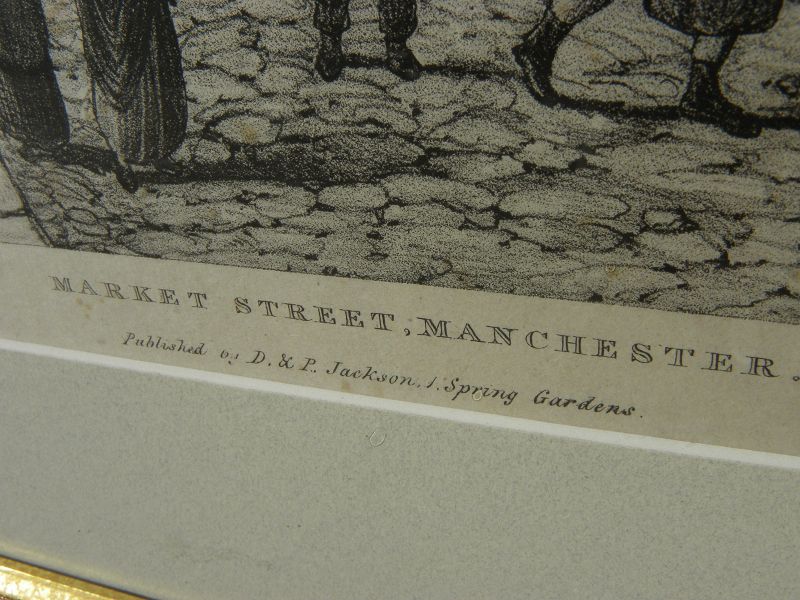 MARKET STREET, MANCHESTER.
Published by D. & P. Jackson, 1. Spring Gardens.